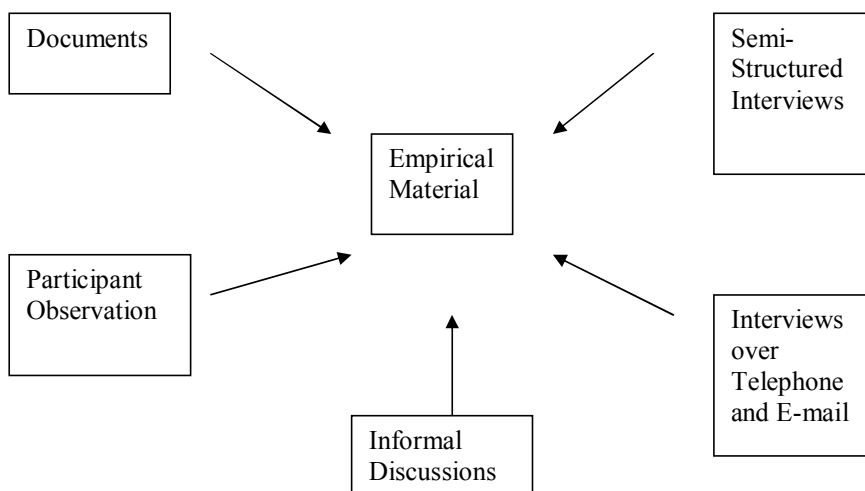 Documents
Semi-
Structured
Interviews
Empirical
Material
Participant
Observation
Interviews
over
Telephone
and E-mail
Informal
Discussions